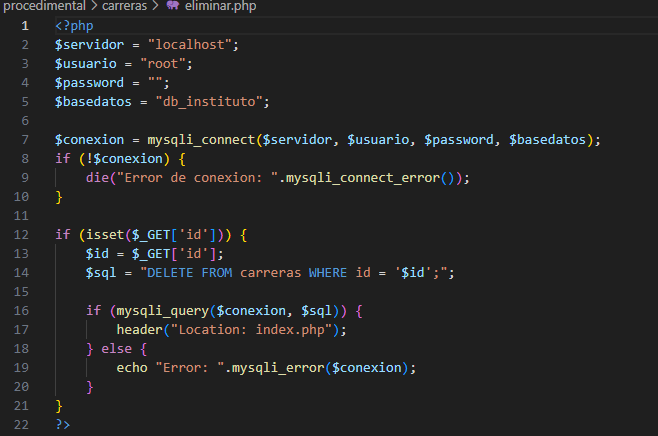 procedimental > carreras > eliminar.php
1 <?php
2 $servidor = "localhost";
3 $usuario = "root";
4 $password = "";
5 $basedatos = "db_instituto";
6
7 $conexion = mysqli_connect($servidor, $usuario, $password, $basedatos);
8 if (!$conexion) {
9     die("Error de conexion: ".mysqli_connect_error());
10 }
11
12 if (isset($_GET['id'])) {
13     $id = $_GET['id'];
14     $sql = "DELETE FROM carreras WHERE id = '$id';";
15
16     if (mysqli_query($conexion, $sql)) {
17         header("Location: index.php");
18     } else {
19         echo "Error: ".mysqli_error($conexion);
20     }
21 }
22 ?>